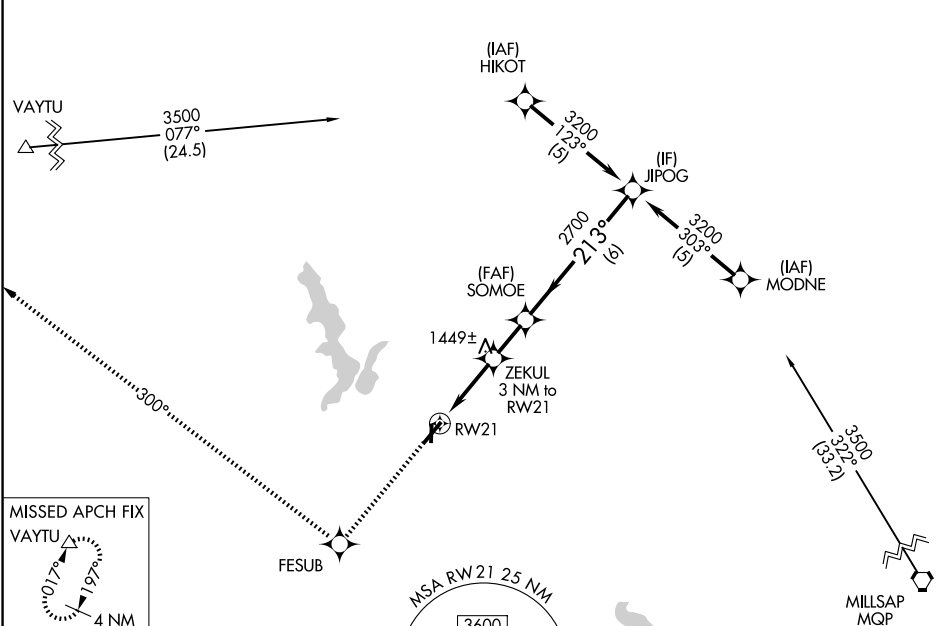 (IAF)
HIKOT
VAYTU
3500
077°
(24.5)
3200
123°
(5)
(IF)
JIPOG
2700
213°
(6)
3200
303°
(5)
(IAF)
MODNE
(FAF)
SOMOE
1449±
ZEKUL
3 NM to
RW21
RW21
300°
3500
322°
(33.2)
MISSED APCH FIX
VAYTU
017°
197°
4 NM
FESUB
MSA RW21 25 NM
3600
MILLSAP
MQP